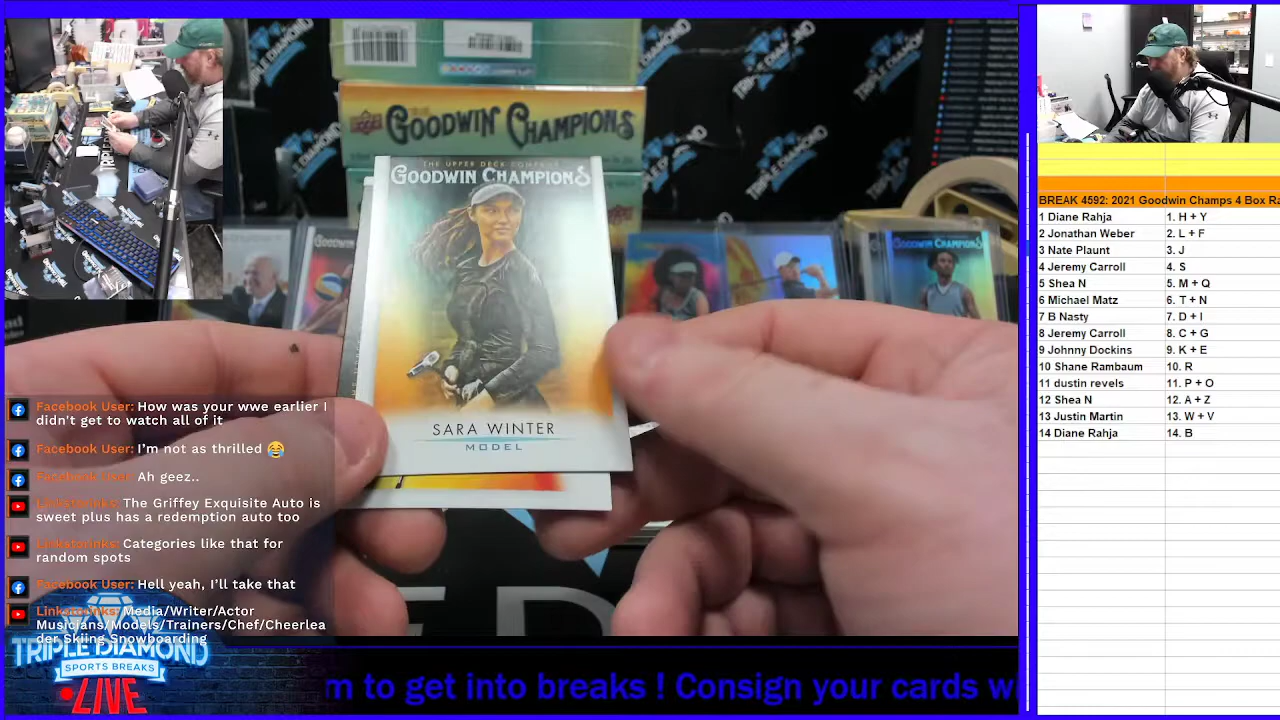 GOODWIN CHAMPIONS
THE UPPER DECK COMPANY
GOODWIN CHAMPIONS
SARA WINTER
MODEL
GOODWIN CHAMPIONS
BREAK 4592: 2021 Goodwin Champs 4 Box Ra
1 Diane Rahja 1. H + Y
2 Jonathan Weber 2. L + F
3 Nate Plaunt 3. J
4 Jeremy Carroll 4. S
5 Shea N 5. M + Q
6 Michael Matz 6. T + N
7 B Nasty 7. D + I
8 Jeremy Carroll 8. C + G
9 Johnny Dockins 9. K + E
10 Shane Rambaum 10. R
11 dustin revels 11. P + O
12 Shea N 12. A + Z
13 Justin Martin 13. W + V
14 Diane Rahja 14. B
Facebook User: How was your wwe earlier I
didn't get to watch all of it
Facebook User: I'm not as thrilled 😂
Facebook User: Ah geez..
Linkstorinks: The Griffey Exquisite Auto is
sweet plus has a redemption auto too
Linkstorinks: Categories like that for
random spots
Facebook User: Hell yeah, I'll take that
Linkstorinks: Media/Writer/Actor
Musicians/Models/Trainers/Chef/Cheerlea
der Skiing Snowboarding
TRIPLE DIAMOND
SPORTS BREAKS
LIVE
m to get into breaks ! Consign your cards w